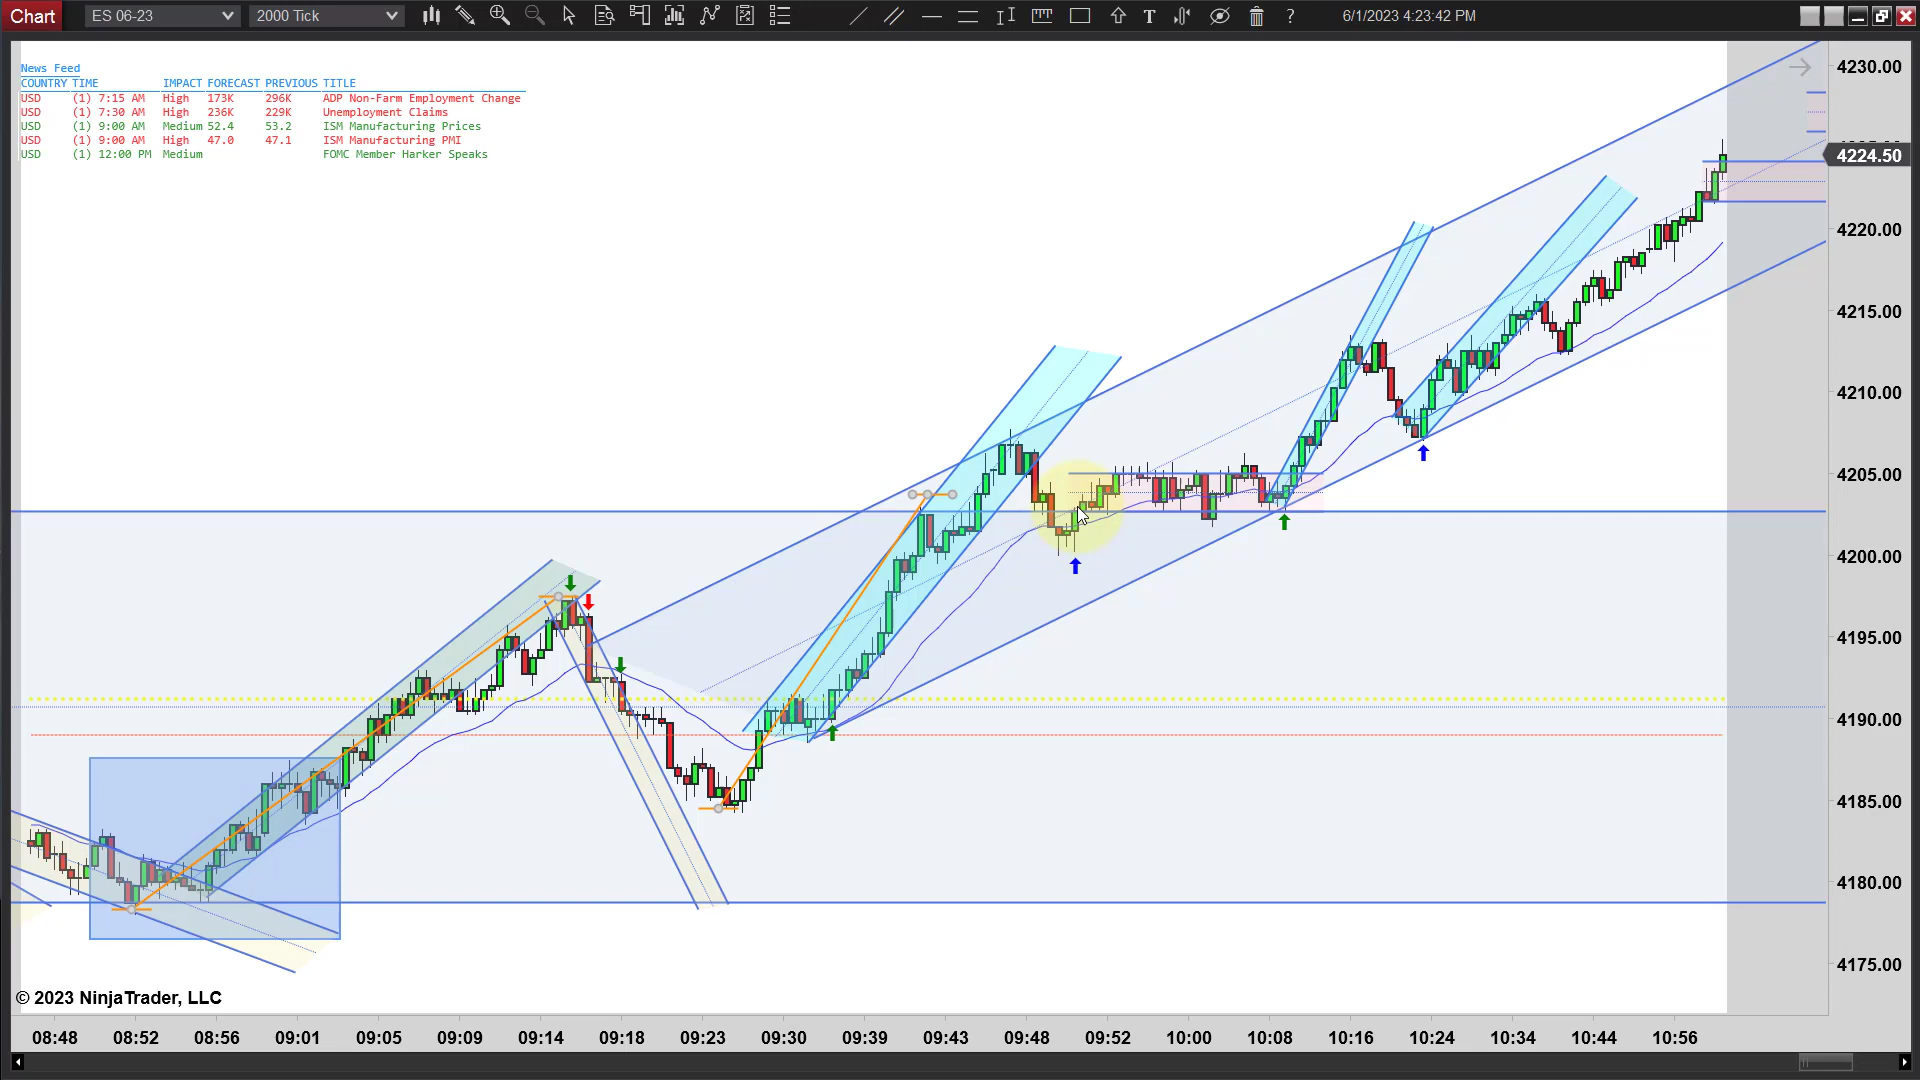 Chart ES 06-23 2000 Tick T ? 6/1/2023 4:23:42 PM
News Feed
COUNTRY TIME IMPACT FORECAST PREVIOUS TITLE
USD (1) 7:15 AM High 173K 296K ADP Non-Farm Employment Change
USD (1) 7:30 AM High 236K 229K Unemployment Claims
USD (1) 9:00 AM Medium 52.4 53.2 ISM Manufacturing Prices
USD (1) 9:00 AM High 47.0 47.1 ISM Manufacturing PMI
USD (1) 12:00 PM Medium FOMC Member Harker Speaks
4230.00
4224.50
4220.00
4215.00
4210.00
4205.00
4200.00
4195.00
4190.00
4185.00
4180.00
4175.00
© 2023 NinjaTrader, LLC
08:48 08:52 08:56 09:01 09:05 09:09 09:14 09:18 09:23 09:30 09:39 09:43 09:48 09:52 10:00 10:08 10:16 10:24 10:34 10:44 10:56